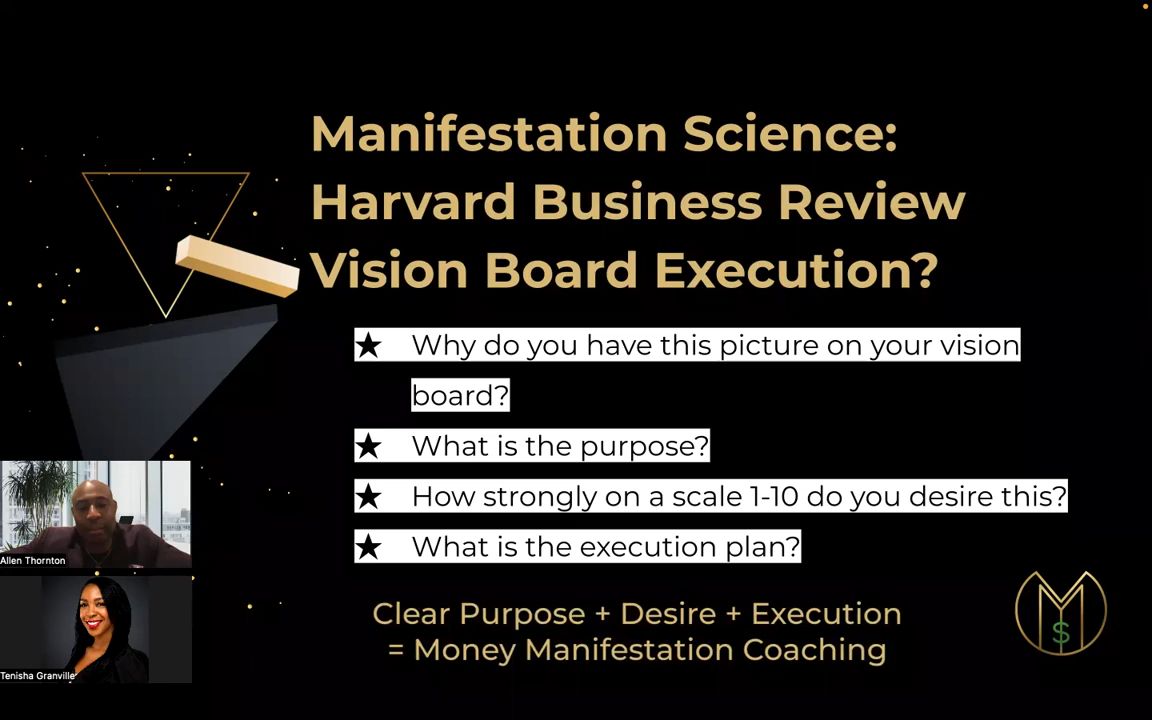 Manifestation Science:
Harvard Business Review
Vision Board Execution?
★ Why do you have this picture on your vision
board?
★ What is the purpose?
★ How strongly on a scale 1-10 do you desire this?
★ What is the execution plan?
Clear Purpose + Desire + Execution
= Money Manifestation Coaching
M
$
Allen Thornton
Tenisha Granville